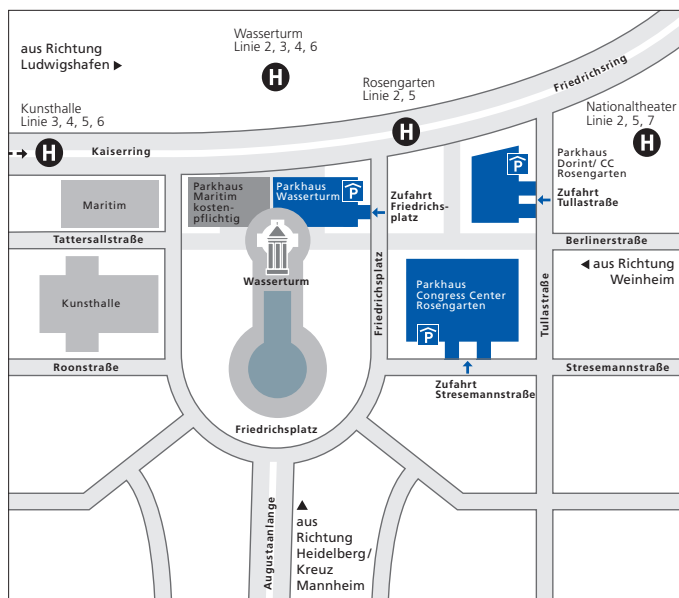 aus Richtung
Ludwigshafen ▶
Wasserturm
Linie 2, 3, 4, 6
H
Rosengarten
Linie 2, 5
H
Friedrichsring
Kunsthalle
Linie 3, 4, 5, 6
H
Kaiserring
Nationaltheater
Linie 2, 5, 7
H
Parkhaus
Dorint/ CC
Rosengarten
Zufahrt
Tullastraße
P
Maritim
Parkhaus
Maritim
kosten-
pflichtig
Parkhaus
Wasserturm
P
Zufahrt
Friedrichs-
platz
Tattersallstraße
Berlinerstraße
◀ aus Richtung
Weinheim
Wasserturm
Kunsthalle
Friedrichsplatz
Parkhaus
Congress Center
Rosengarten
P
Tullastraße
Roonstraße
Stresemannstraße
Zufahrt
Stresemannstraße
Friedrichsplatz
Augustaanlange
▲
aus
Richtung
Heidelberg/
Kreuz
Mannheim